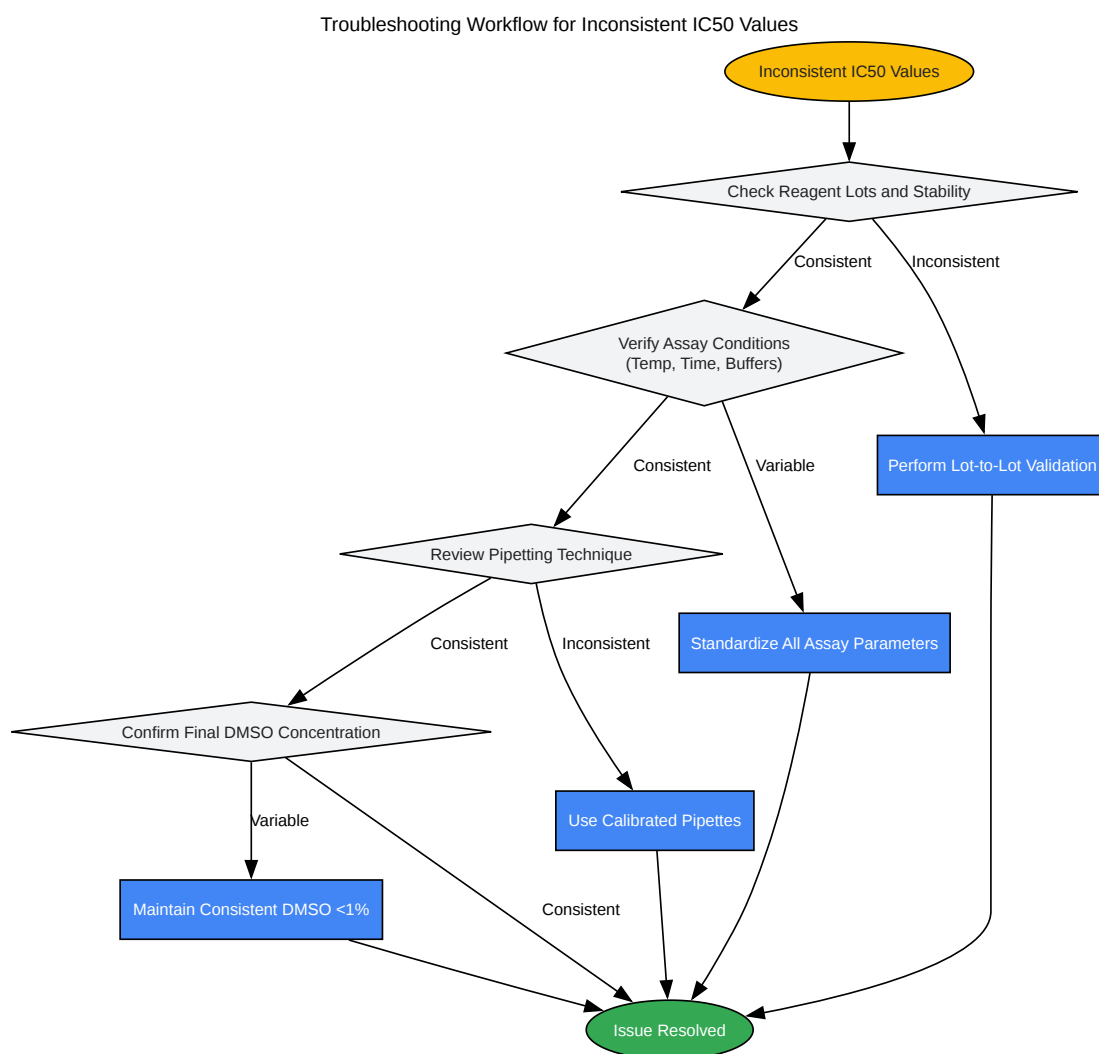 Troubleshooting Workflow for Inconsistent IC50 Values
Inconsistent IC50 Values
Check Reagent Lots and Stability
Consistent
Inconsistent
Verify Assay Conditions
(Temp, Time, Buffers)
Consistent
Variable
Perform Lot-to-Lot Validation
Review Pipetting Technique
Consistent
Inconsistent
Standardize All Assay Parameters
Confirm Final DMSO Concentration
Variable
Use Calibrated Pipettes
Maintain Consistent DMSO <1%
Consistent
Issue Resolved